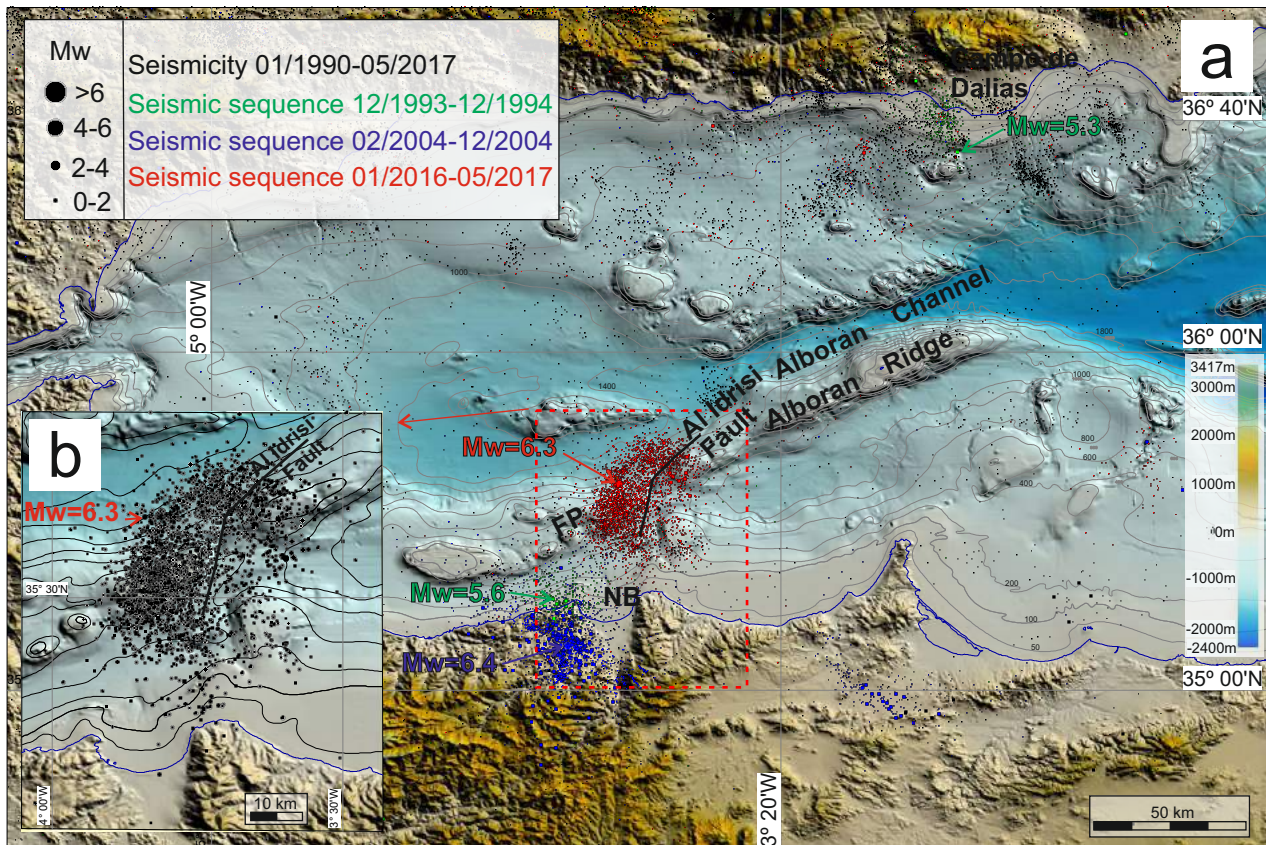 Mw
>6
4-6
2-4
0-2
Seismicity 01/1990-05/2017
Seismic sequence 12/1993-12/1994
Seismic sequence 02/2004-12/2004
Seismic sequence 01/2016-05/2017
a
Campo de
Dalias
Mw=5.3
36º 40'N
5º 00'W
1000
1400
1800
1000
800
600
400
200
100
50
Al Idrisi
Fault
Alboran Channel
Alboran Ridge
36º 00'N
3417m
3000m
2000m
1000m
0m
-1000m
-2000m
-2400m
35º 00'N
Mw=6.3
FP
Mw=5.6
NB
Mw=6.4
3º 20'W
50 km
b
Al Idrisi
Fault
Mw=6.3
35º 30'N
4º 00'W
3º 30'W
10 km